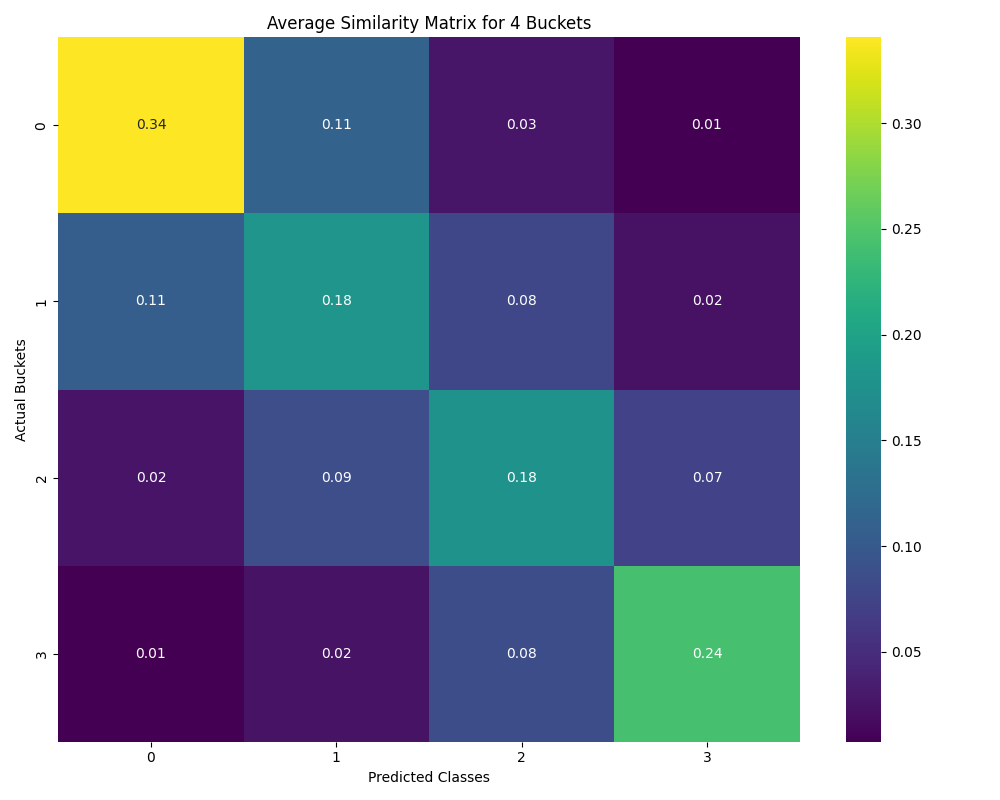 Average Similarity Matrix for 4 Buckets
0 0.34 0.11 0.03 0.01
1 0.11 0.18 0.08 0.02
2 0.02 0.09 0.18 0.07
3 0.01 0.02 0.08 0.24
0 1 2 3
Predicted Classes
Actual Buckets
0.30
0.25
0.20
0.15
0.10
0.05